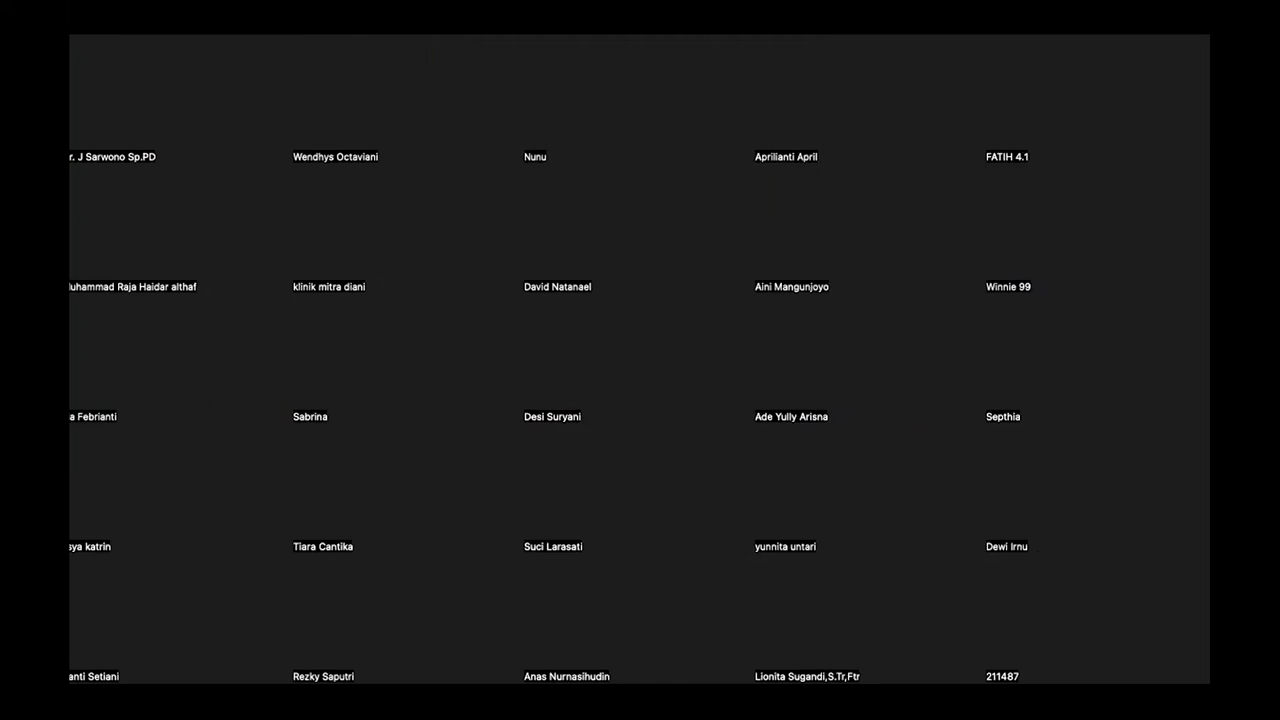 r. J Sarwono Sp.PD Wendhys Octaviani Nunu Aprilianti April FATIH 4.1
uhammad Raja Haidar althaf klinik mitra diani David Natanael Aini Mangunjoyo Winnie 99
a Febrianti Sabrina Desi Suryani Ade Yully Arisna Septhia
sya katrin Tiara Cantika Suci Larasati yunnita untari Dewi Irnu
anti Setiani Rezky Saputri Anas Nurnasihudin Lionita Sugandi,S.Tr,Ftr 211487